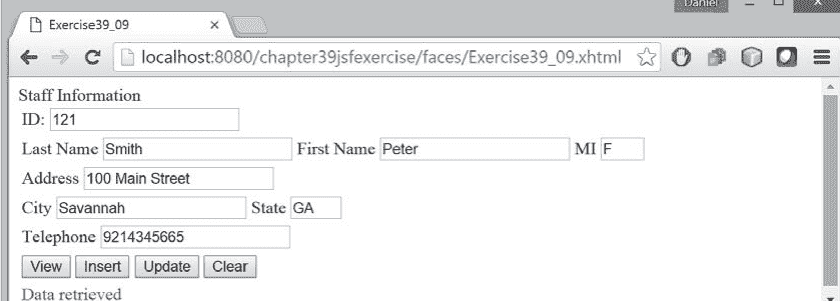 Daniel
Exercise39_09
localhost:8080/chapter39jsfexercise/faces/Exercise39_09.xhtml
Staff Information
ID: 121
Last Name Smith First Name Peter MI F
Address 100 Main Street
City Savannah State GA
Telephone 9214345665
View Insert Update Clear
Data retrieved